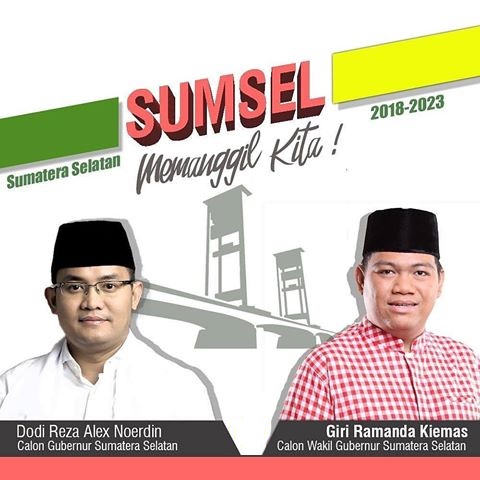 SUMSEL
Memanggil Kita !
Sumatera Selatan
2018-2023
Dodi Reza Alex Noerdin
Calon Gubernur Sumatera Selatan
Giri Ramanda Kiemas
Calon Wakil Gubernur Sumatera Selatan